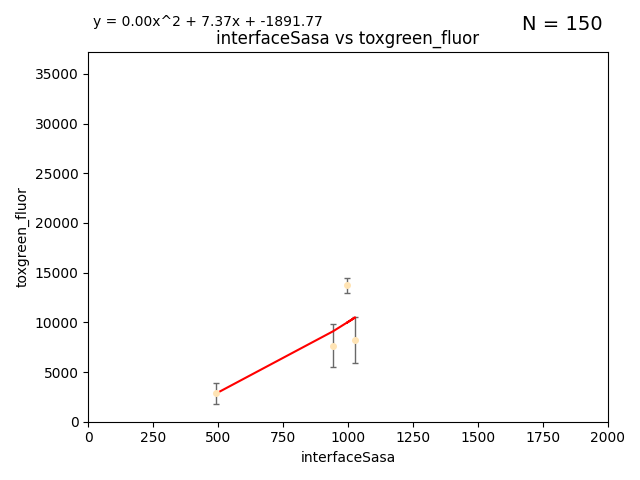 y = 0.00x^2 + 7.37x + -1891.77
N = 150
interfaceSasa vs toxgreen_fluor
35000
30000
25000
20000
15000
10000
5000
0
toxgreen_fluor
0 250 500 750 1000 1250 1500 1750 2000
interfaceSasa